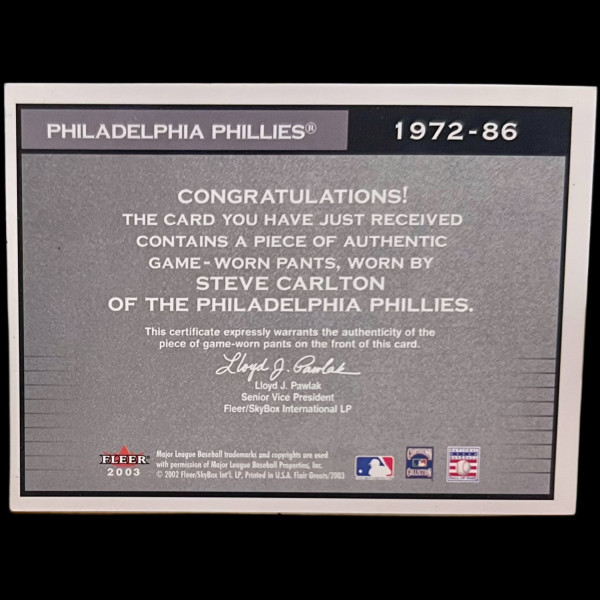 PHILADELPHIA PHILLIES®
1972-86
CONGRATULATIONS!
THE CARD YOU HAVE JUST RECEIVED
CONTAINS A PIECE OF AUTHENTIC
GAME-WORN PANTS, WORN BY
STEVE CARLTON
OF THE PHILADELPHIA PHILLIES.
This certificate expressly warrants the authenticity of the
piece of game-worn pants on the front of this card.
Lloyd J. Pawlak
Lloyd J. Pawlak
Senior Vice President
Fleer/SkyBox International LP
FLEER
2003
Major League Baseball trademarks and copyrights are used
with permission of Major League Baseball Properties, Inc.
© 2002 Fleer/SkyBox Int'l. LP, Printed in U.S.A. Flair Greats/2003